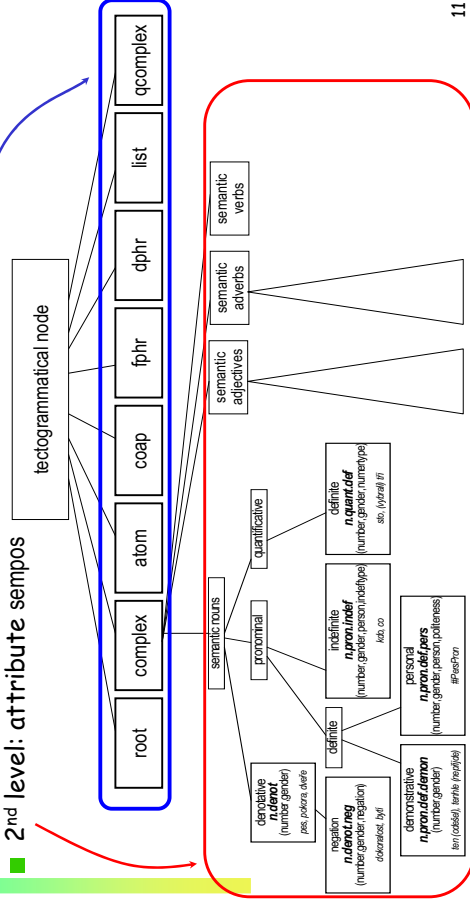 2nd level: attribute sempos
tectogrammatical node
root
complex
atom
coap
fphr
dphr
list
qcomplex
semantic nouns
semantic
adjectives
semantic
adverbs
semantic
verbs
denotative
n.denot
(number,gender)
pes, pokora, dveře
pronominal
quantificative
negation
n.denot.neg
(number,gender,negation)
dokonalost, bytí
definite
indefinite
n.pron.indef
(number,gender,person,indeftype)
kdo, co
definite
n.quant.def
(number,gender,numertype)
sto, (vybrali) tři
demonstrative
n.pron.def.demon
(number,gender)
ten (odešel), tenhle (nepřijde)
personal
n.pron.def.pers
(number,gender,person,politeness)
#PersPron
11